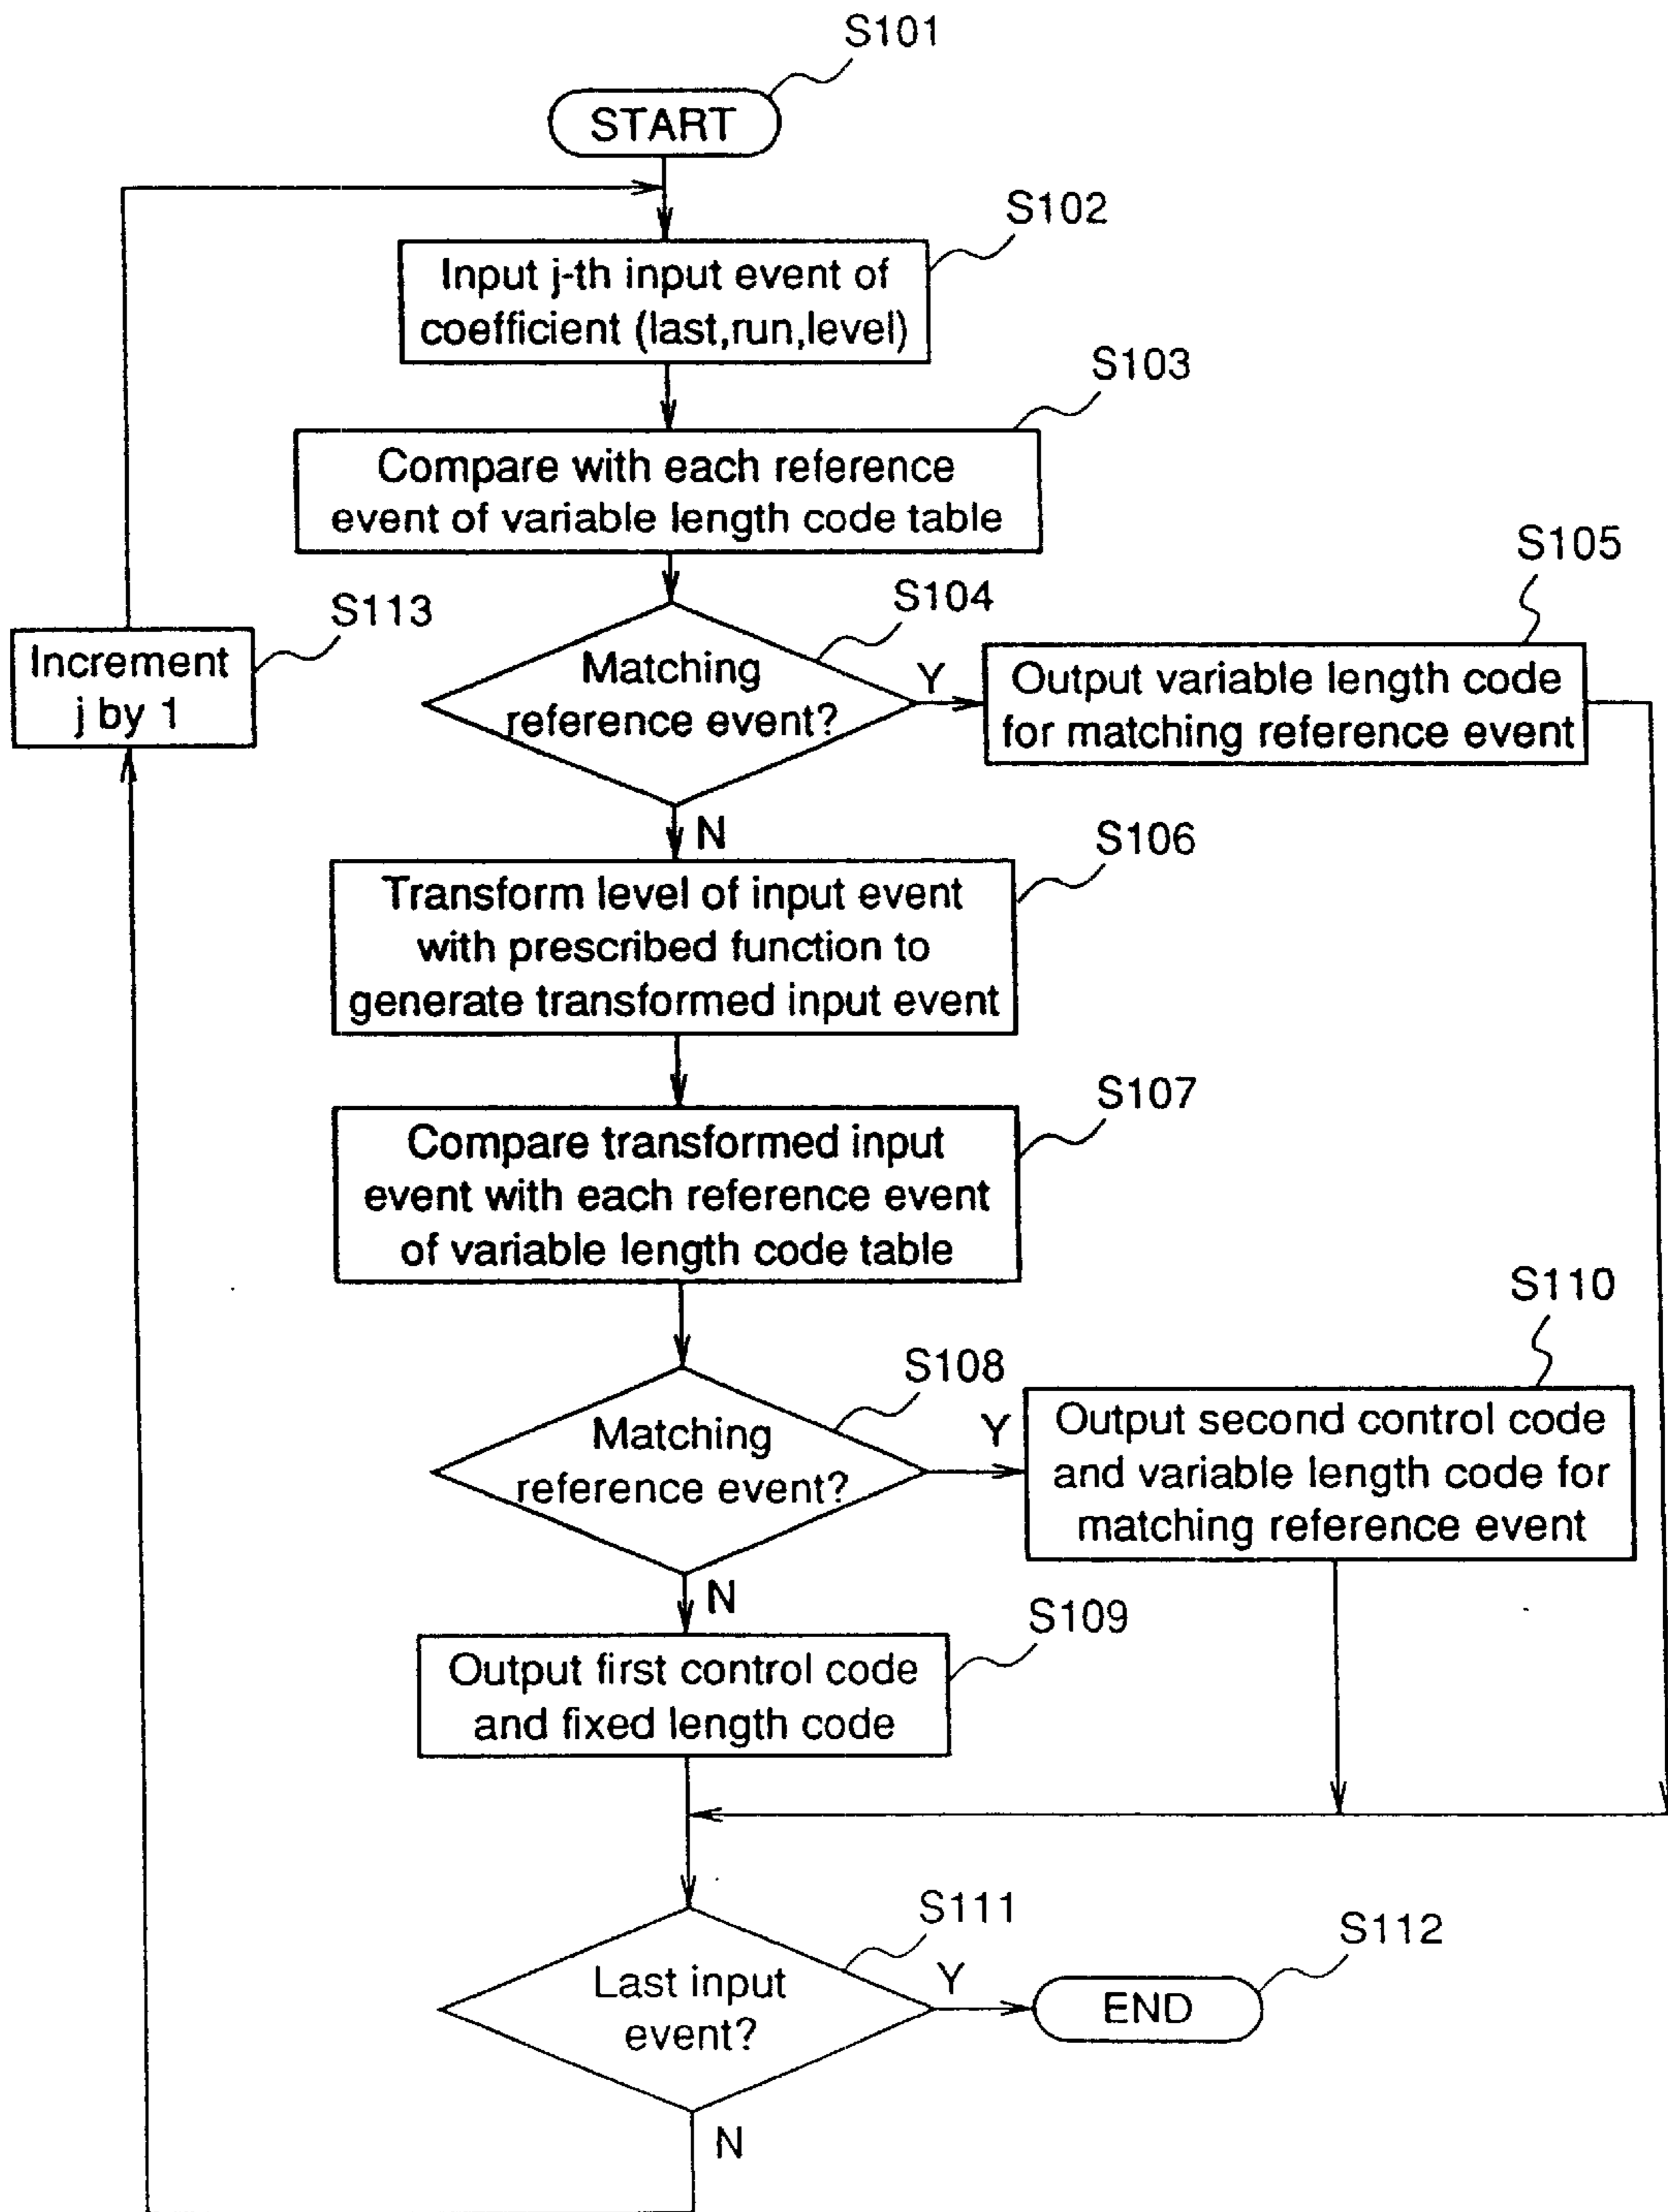 S101
START
S102
Input j-th input event of
coefficient (last,run,level)
S103
Compare with each reference
event of variable length code table
S104
Matching
reference event?
Y
S105
Output variable length code
for matching reference event
S113
Increment
j by 1
N
S106
Transform level of input event
with prescribed function to
generate transformed input event
S107
Compare transformed input
event with each reference event
of variable length code table
S108
Matching
reference event?
Y
S110
Output second control code
and variable length code for
matching reference event
N
S109
Output first control code
and fixed length code
S111
Last input
event?
Y
S112
END
N